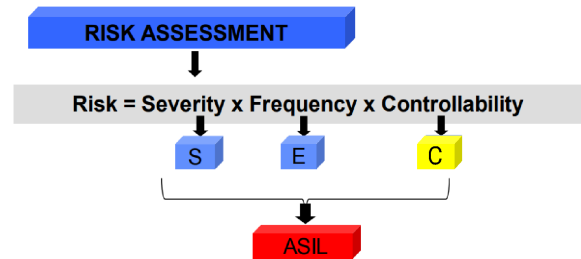 RISK ASSESSMENT
Risk = Severity x Frequency x Controllability
S E C
ASIL